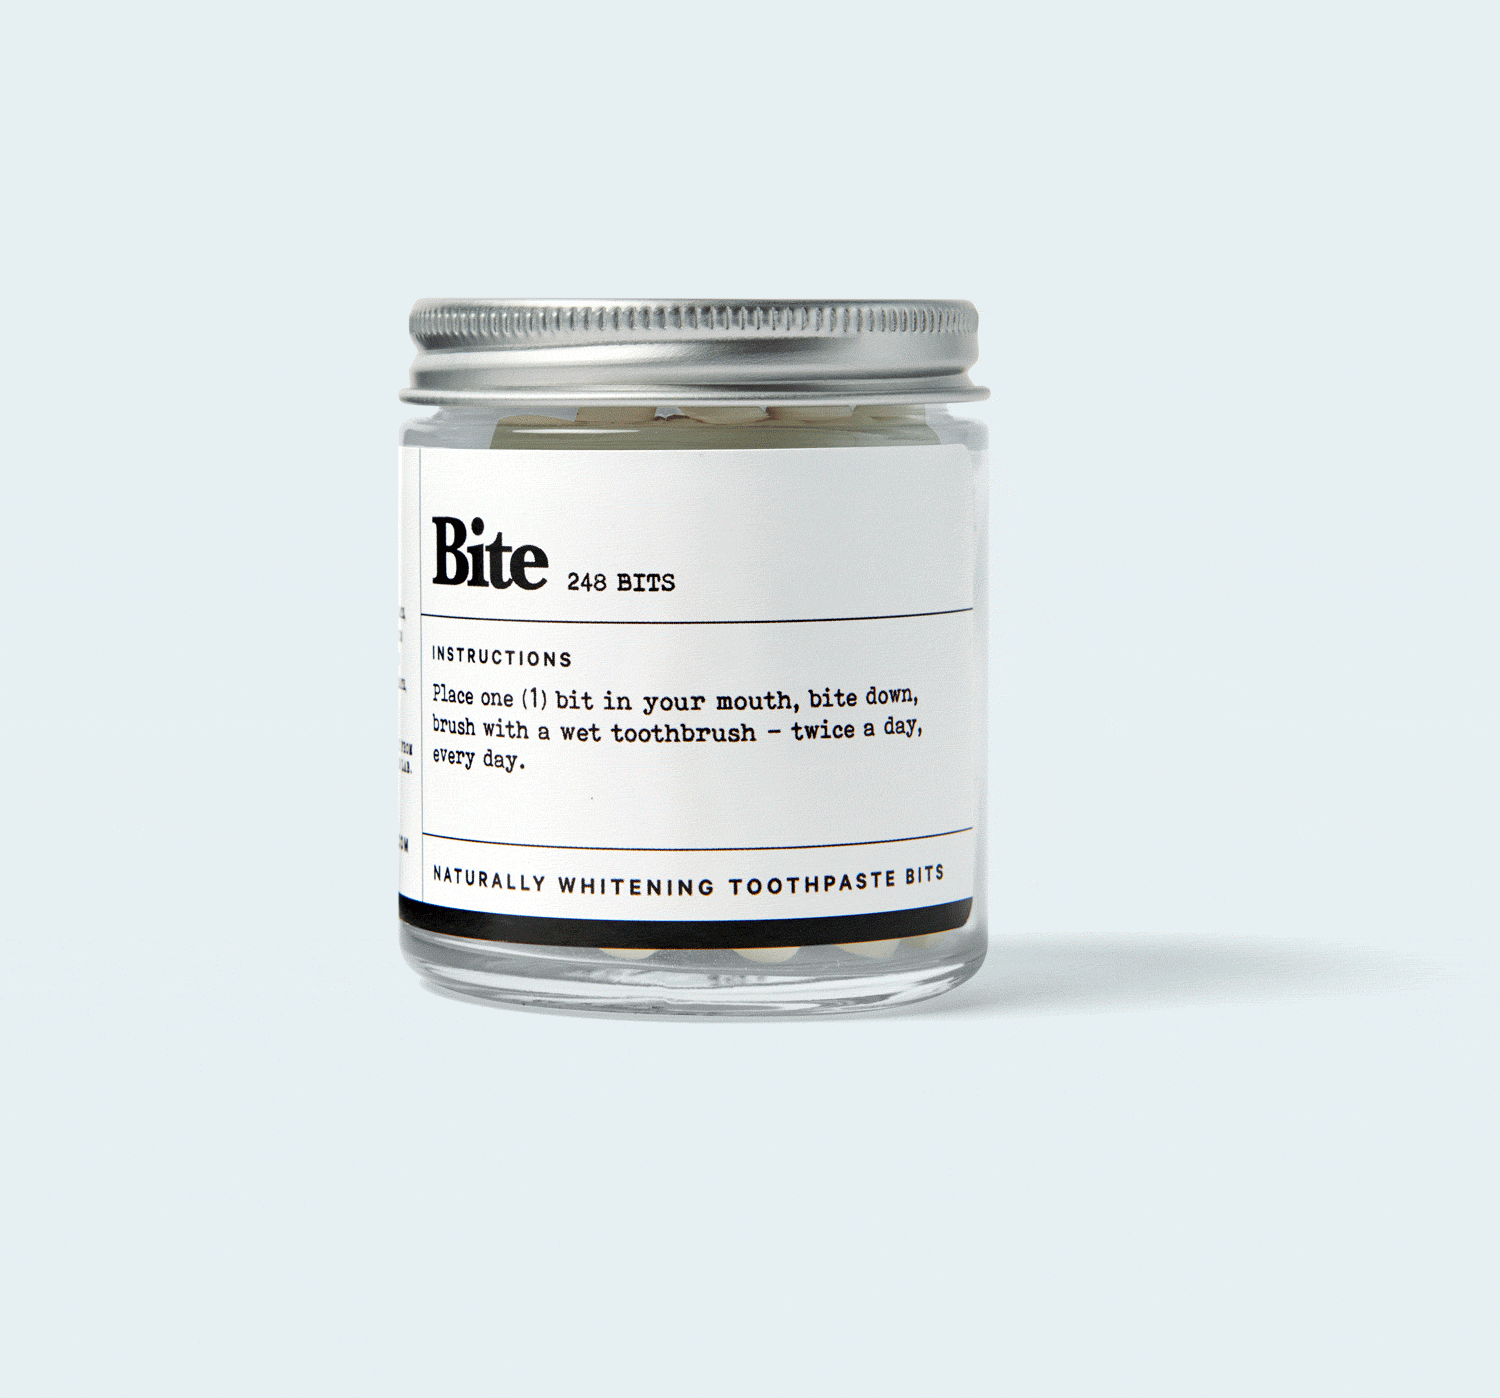 Bite 248 BITS
INSTRUCTIONS
Place one (1) bit in your mouth, bite down,
brush with a wet toothbrush – twice a day,
every day.
NATURALLY WHITENING TOOTHPASTE BITS